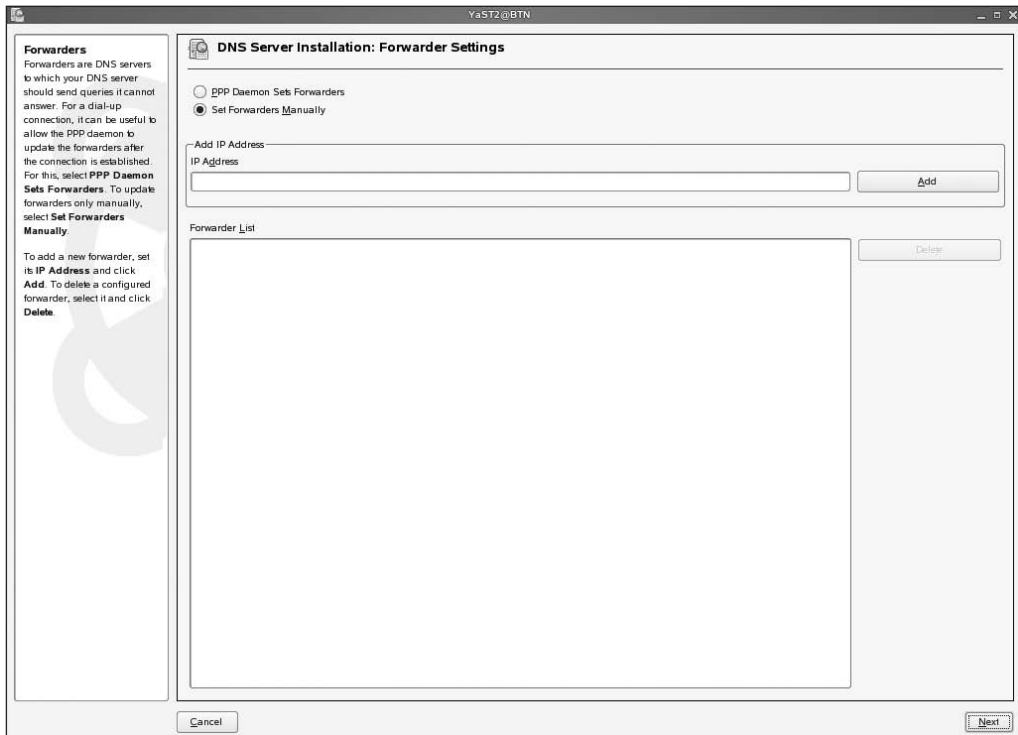 YaST2@BTN
Forwarders
Forwarders are DNS servers
to which your DNS server
should send queries it cannot
answer. For a dial-up
connection, it can be useful to
allow the PPP daemon to
update the forwarders after
the connection is established.
For this, select PPP Daemon
Sets Forwarders. To update
forwarders only manually,
select Set Forwarders
Manually.
To add a new forwarder, set
its IP Address and click
Add. To delete a configured
forwarder, select it and click
Delete.
DNS Server Installation: Forwarder Settings
PPP Daemon Sets Forwarders
Set Forwarders Manually
Add IP Address
IP Address
Add
Forwarder List
Delete
Cancel
Next